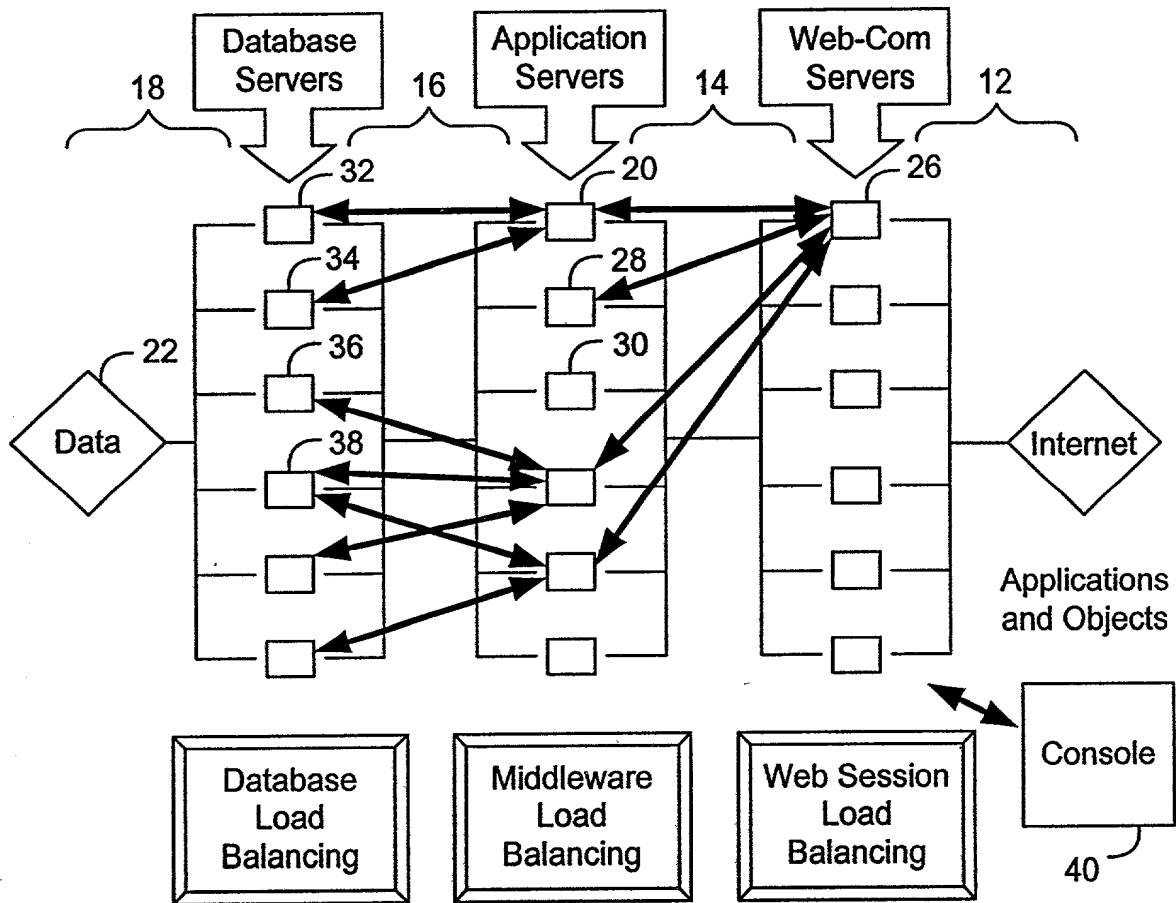 Database
Servers
Application
Servers
Web-Com
Servers
18
16
14
12
32
20
26
34
28
36
30
22
Data
38
Internet
Applications
and Objects
Console
40
Database
Load
Balancing
Middleware
Load
Balancing
Web Session
Load
Balancing